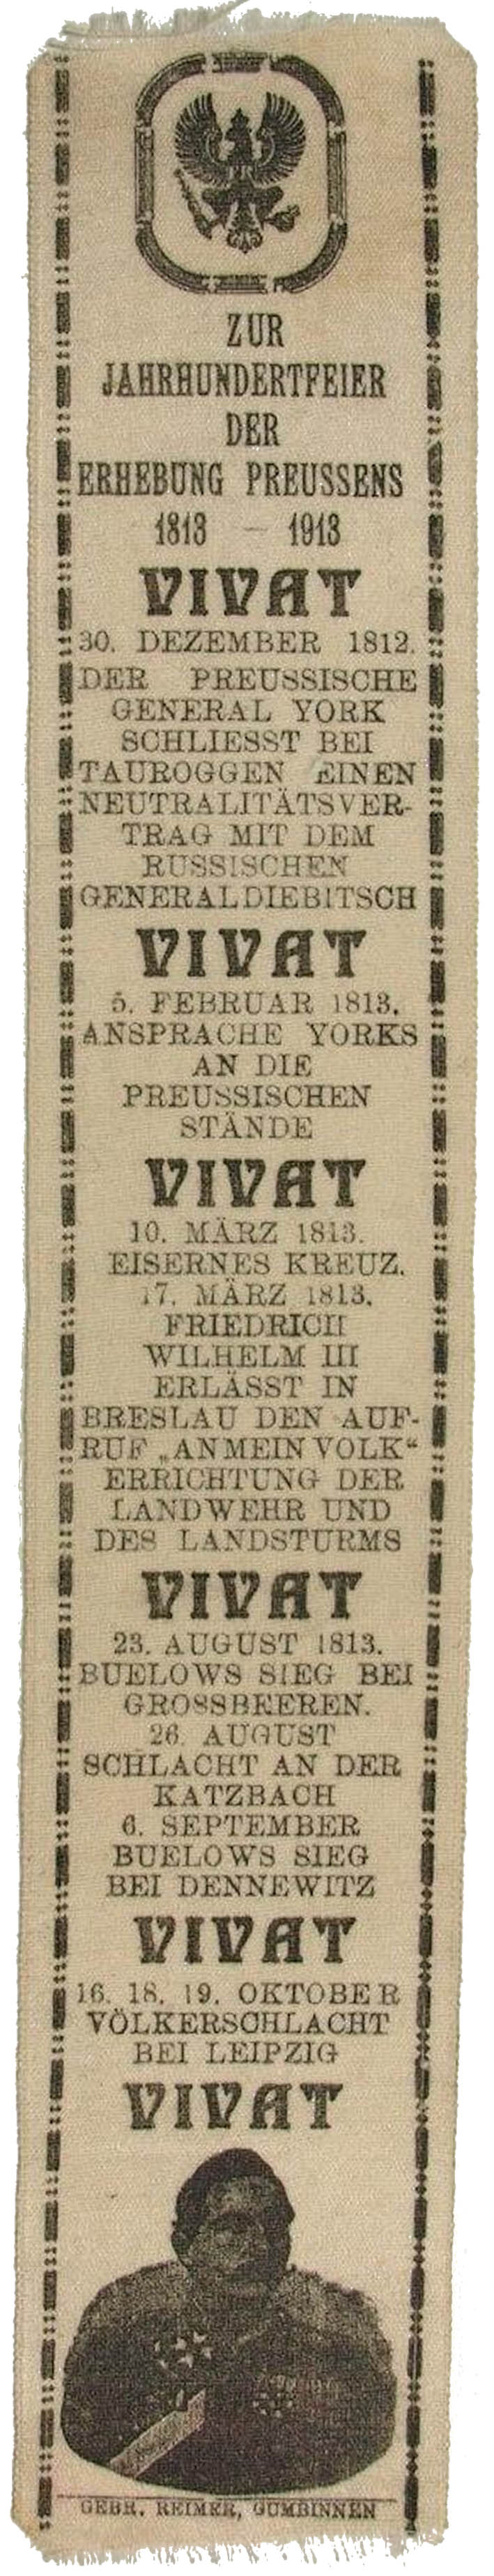 ZUR
JAHRHUNDERTFEIER
DER
ERHEBUNG PREUSSENS
1813 – 1913
VIVAT
30. DEZEMBER 1812.
DER PREUSSISCHE
GENERAL YORK
SCHLIESST BEI
TAUROGGEN EINEN
NEUTRALITÄTSVER-
TRAG MIT DEM
RUSSISCHEN
GENERAL DIEBITSCH
VIVAT
5. FEBRUAR 1813.
ANSPRACHE YORKS
AN DIE
PREUSSISCHEN
STÄNDE
VIVAT
10. MÄRZ 1813.
EISERNES KREUZ.
17. MÄRZ 1813.
FRIEDRICH
WILHELM III
ERLÄSST IN
BRESLAU DEN AUF-
RUF „AN MEIN VOLK“
ERRICHTUNG DER
LANDWEHR UND
DES LANDSTURMS
VIVAT
23. AUGUST 1813.
BUELOWS SIEG BEI
GROSSBEEREN.
26. AUGUST
SCHLACHT AN DER
KATZBACH
6. SEPTEMBER
BUELOWS SIEG
BEI DENNEWITZ
VIVAT
16. 18. 19. OKTOBER
VÖLKERSCHLACHT
BEI LEIPZIG
VIVAT
GEBR. REIMER, GUMBINNEN